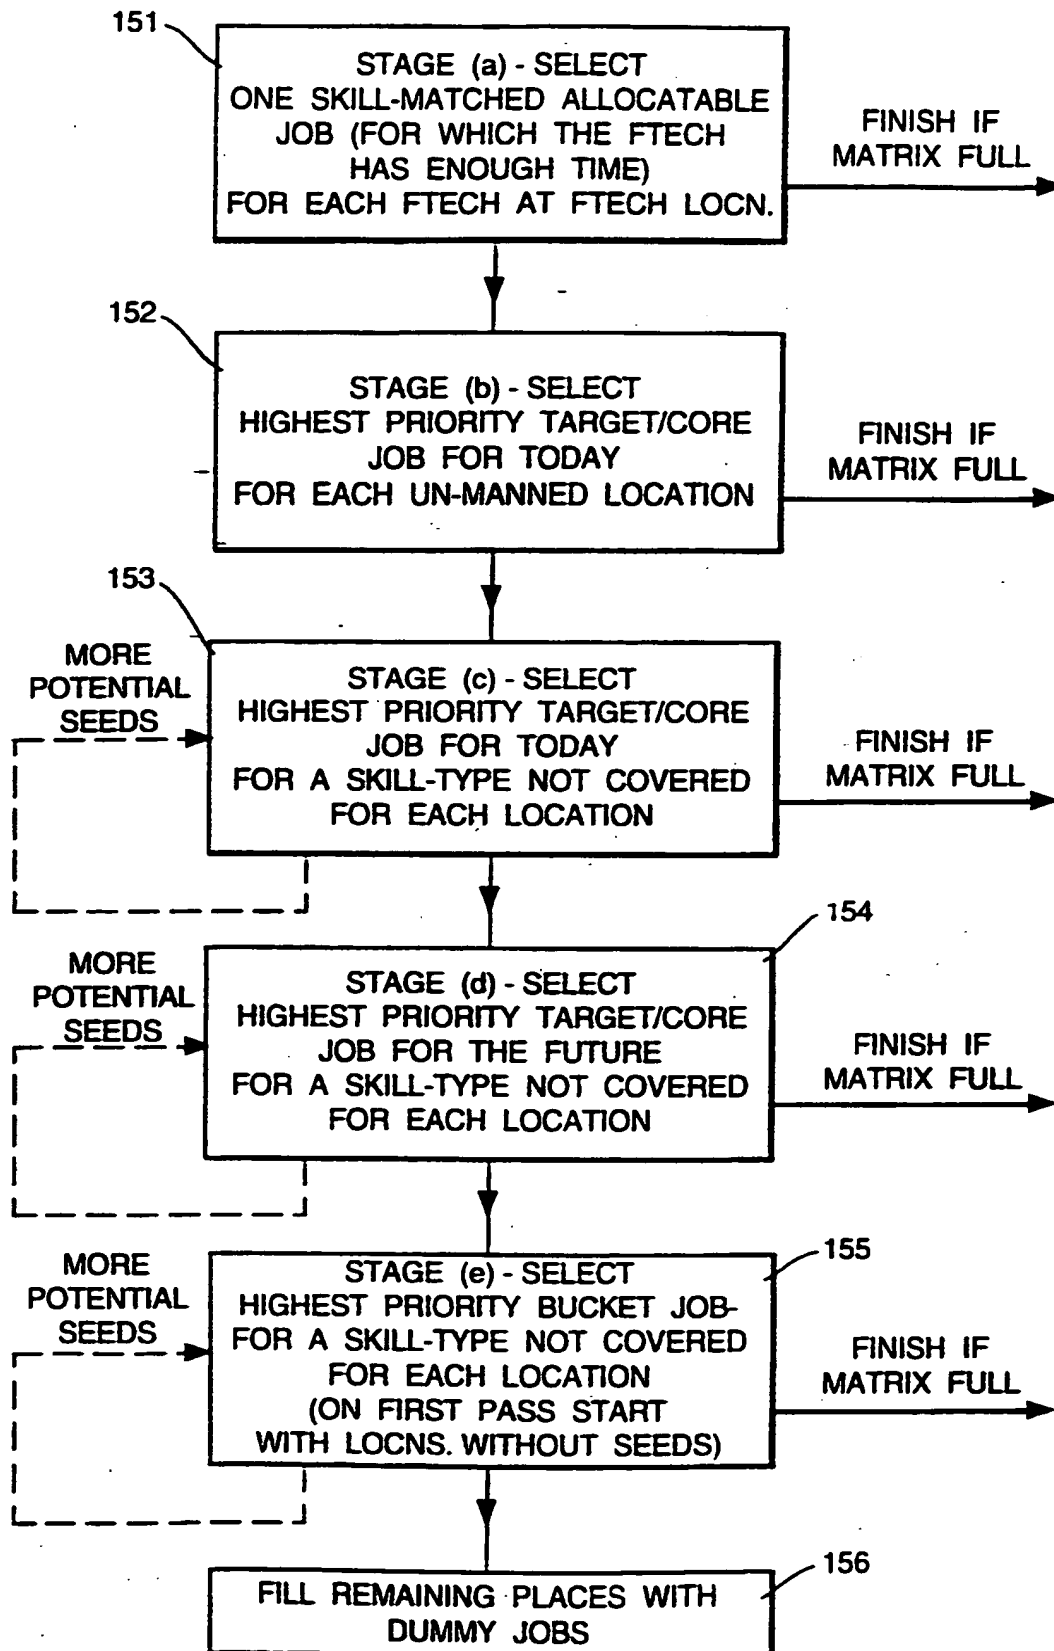 151
STAGE (a) - SELECT
ONE SKILL-MATCHED ALLOCATABLE
JOB (FOR WHICH THE FTECH
HAS ENOUGH TIME)
FOR EACH FTECH AT FTECH LOCN.
FINISH IF
MATRIX FULL
152
STAGE (b) - SELECT
HIGHEST PRIORITY TARGET/CORE
JOB FOR TODAY
FOR EACH UN-MANNED LOCATION
FINISH IF
MATRIX FULL
153
MORE
POTENTIAL
SEEDS
STAGE (c) - SELECT
HIGHEST PRIORITY TARGET/CORE
JOB FOR TODAY
FOR A SKILL-TYPE NOT COVERED
FOR EACH LOCATION
FINISH IF
MATRIX FULL
154
MORE
POTENTIAL
SEEDS
STAGE (d) - SELECT
HIGHEST PRIORITY TARGET/CORE
JOB FOR THE FUTURE
FOR A SKILL-TYPE NOT COVERED
FOR EACH LOCATION
FINISH IF
MATRIX FULL
155
MORE
POTENTIAL
SEEDS
STAGE (e) - SELECT
HIGHEST PRIORITY BUCKET JOB-
FOR A SKILL-TYPE NOT COVERED
FOR EACH LOCATION
(ON FIRST PASS START
WITH LOCNS. WITHOUT SEEDS)
FINISH IF
MATRIX FULL
156
FILL REMAINING PLACES WITH
DUMMY JOBS